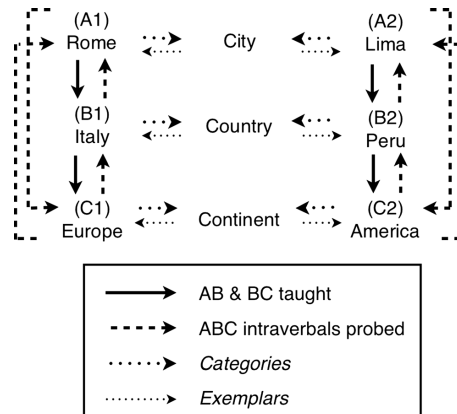 (A1) (A2)
Rome City Lima
(B1) (B2)
Italy Country Peru
(C1) (C2)
Europe Continent America
AB & BC taught
ABC intraverbals probed
Categories
Exemplars